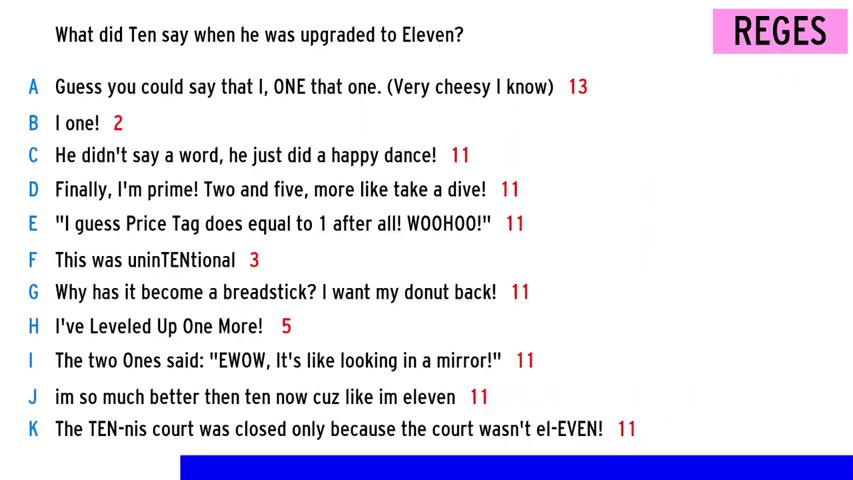 What did Ten say when he was upgraded to Eleven?
REGES
A Guess you could say that I, ONE that one. (Very cheesy I know) 13
B I one! 2
C He didn't say a word, he just did a happy dance! 11
D Finally, I'm prime! Two and five, more like take a dive! 11
E "I guess Price Tag does equal to 1 after all! WOOHOO!" 11
F This was uninTENtional 3
G Why has it become a breadstick? I want my donut back! 11
H I've Leveled Up One More! 5
I The two Ones said: "EWOW, It's like looking in a mirror!" 11
J im so much better then ten now cuz like im eleven 11
K The TEN-nis court was closed only because the court wasn't el-EVEN! 11